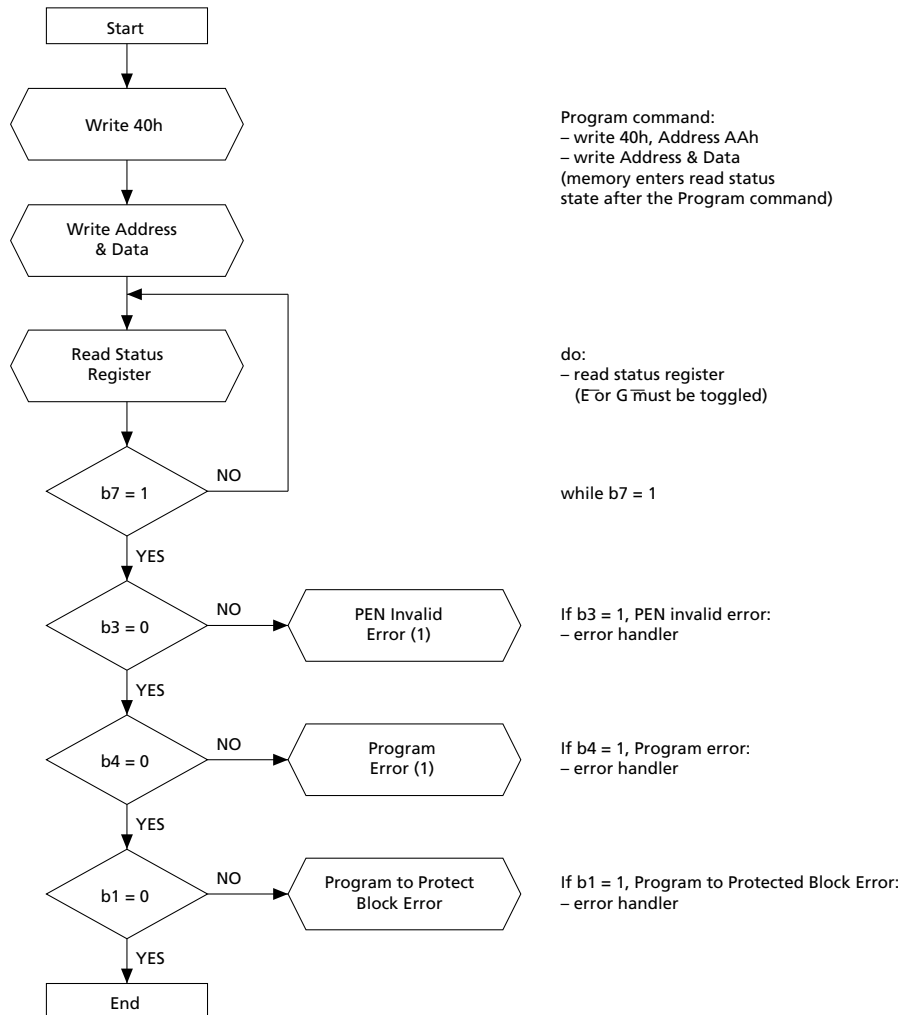 Start
Write 40h
Program command:
– write 40h, Address AAh
– write Address & Data
(memory enters read status
state after the Program command)
Write Address
& Data
Read Status
Register
do:
– read status register
(E̅ or G̅ must be toggled)
b7 = 1
NO
while b7 = 1
YES
b3 = 0
NO
PEN Invalid
Error (1)
If b3 = 1, PEN invalid error:
– error handler
YES
b4 = 0
NO
Program
Error (1)
If b4 = 1, Program error:
– error handler
YES
b1 = 0
NO
Program to Protect
Block Error
If b1 = 1, Program to Protected Block Error:
– error handler
YES
End